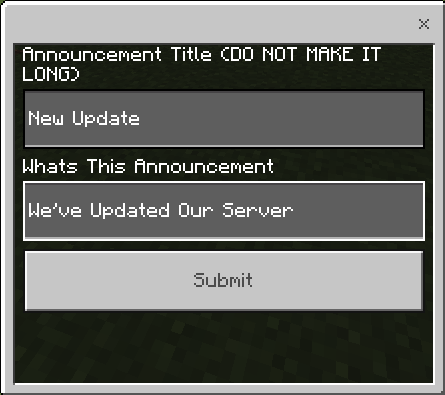 Announcement Title (DO NOT MAKE IT
LONG)
New Update
Whats This Announcement
We've Updated Our Server
Submit